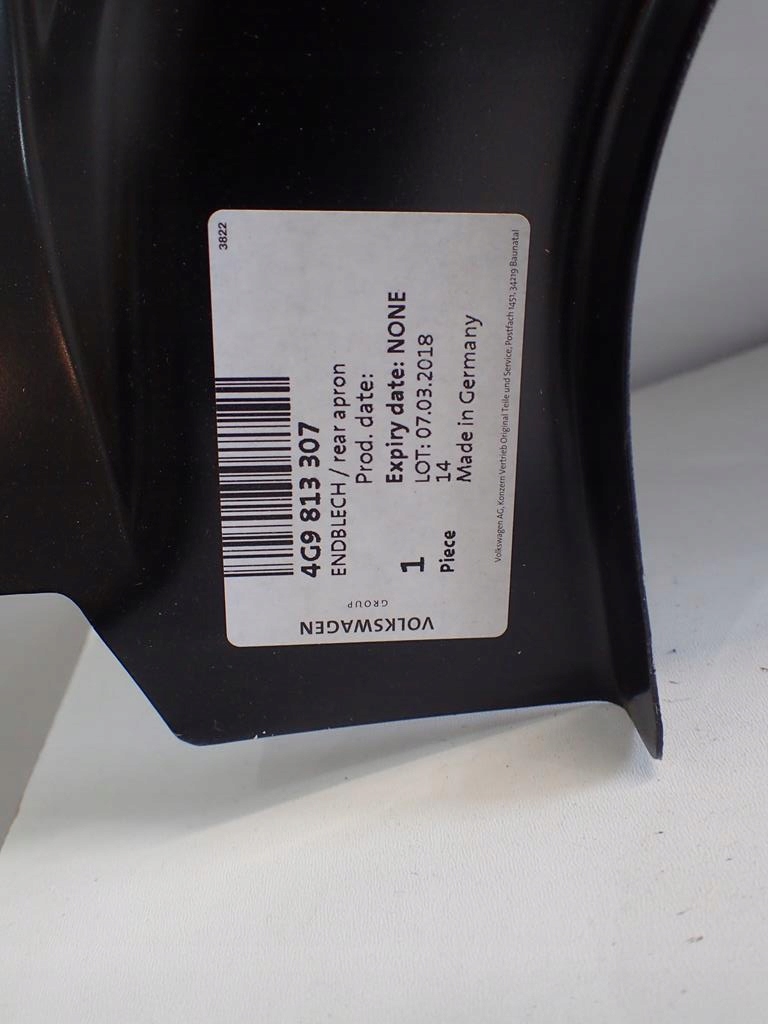 3822
4G9 813 307
ENDBLECH / rear apron
Prod. date:
Expiry date: NONE
LOT: 07.03.2018
14
Made in Germany
1
Piece
VOLKSWAGEN
GROUP
Volkswagen AG, Konzern Vertrieb Original Teile und Service, Postfach 1451, 34219 Baunatal